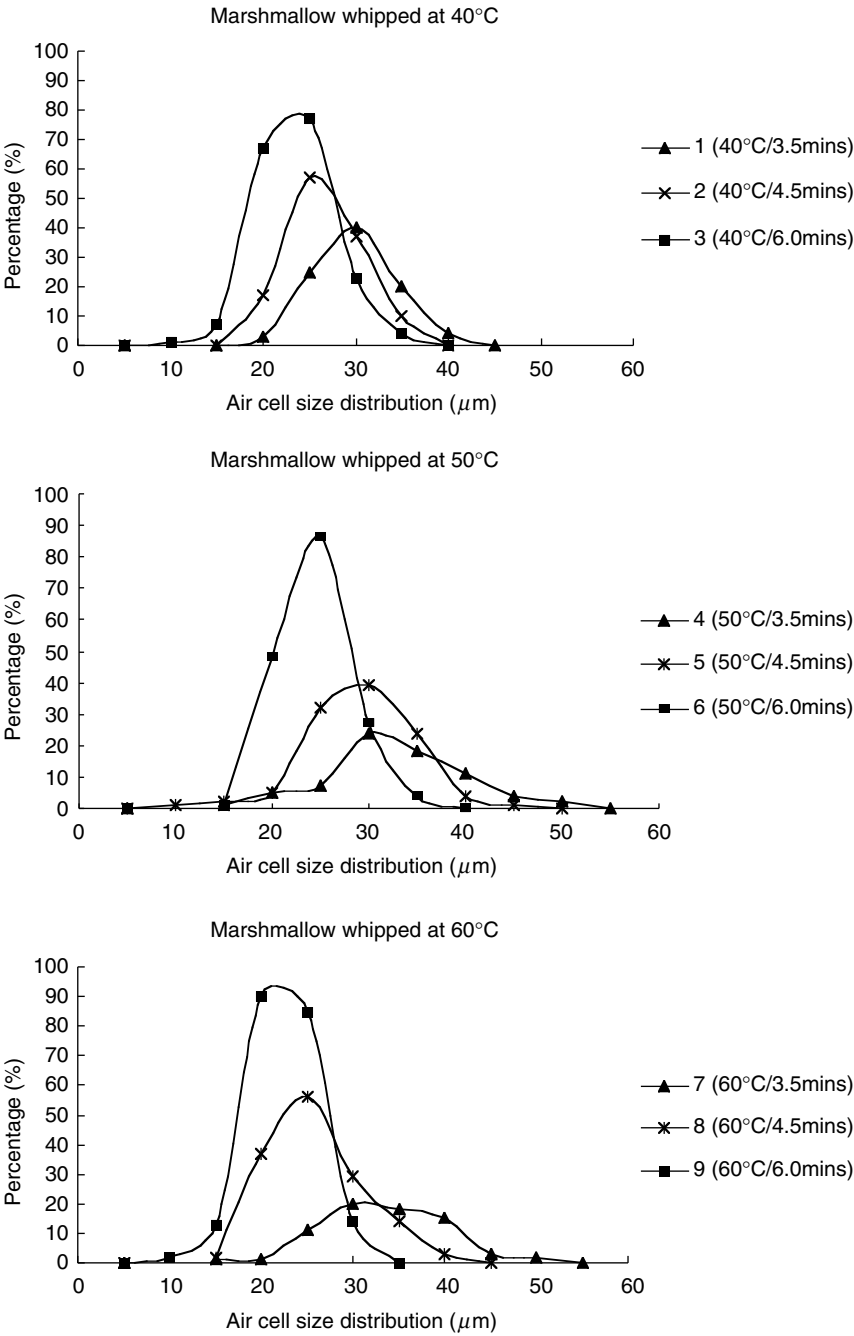 Marshmallow whipped at 40°C
Percentage (%)
100
90
80
70
60
50
40
30
20
10
0
0 10 20 30 40 50 60
Air cell size distribution (μm)
1 (40°C/3.5mins)
2 (40°C/4.5mins)
3 (40°C/6.0mins)
Marshmallow whipped at 50°C
Percentage (%)
100
90
80
70
60
50
40
30
20
10
0
0 10 20 30 40 50 60
Air cell size distribution (μm)
4 (50°C/3.5mins)
5 (50°C/4.5mins)
6 (50°C/6.0mins)
Marshmallow whipped at 60°C
Percentage (%)
100
90
80
70
60
50
40
30
20
10
0
0 10 20 30 40 50 60
Air cell size distribution (μm)
7 (60°C/3.5mins)
8 (60°C/4.5mins)
9 (60°C/6.0mins)